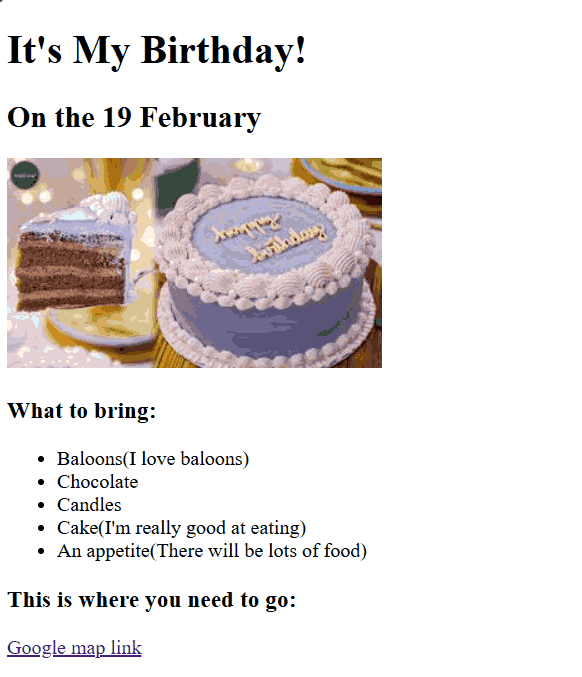 It's My Birthday!
On the 19 February
happy
birthday
What to bring:
Baloons(I love baloons)
Chocolate
Candles
Cake(I'm really good at eating)
An appetite(There will be lots of food)
This is where you need to go:
Google map link